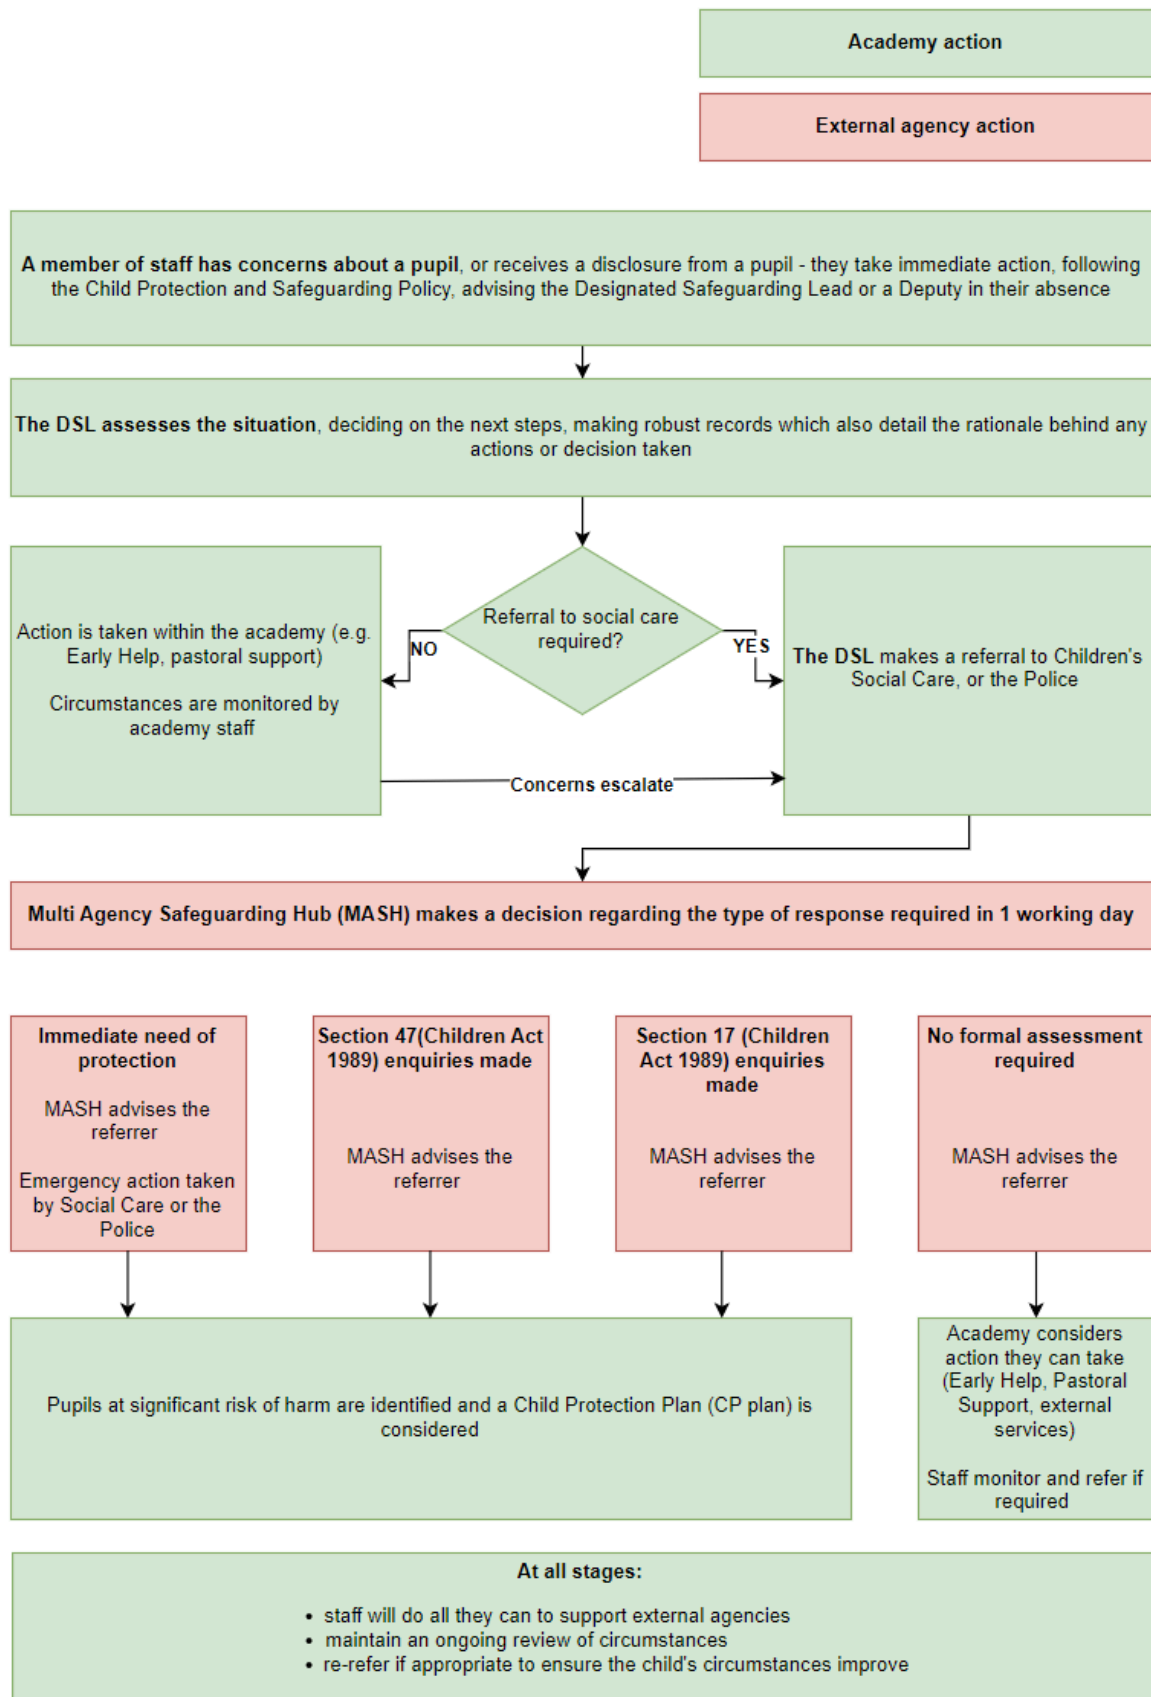 Academy action
External agency action
A member of staff has concerns about a pupil, or receives a disclosure from a pupil - they take immediate action, following
the Child Protection and Safeguarding Policy, advising the Designated Safeguarding Lead or a Deputy in their absence
The DSL assesses the situation, deciding on the next steps, making robust records which also detail the rationale behind any
actions or decision taken
Referral to social care
required?
NO
YES
Action is taken within the academy (e.g.
Early Help, pastoral support)
Circumstances are monitored by
academy staff
The DSL makes a referral to Children's
Social Care, or the Police
Concerns escalate
Multi Agency Safeguarding Hub (MASH) makes a decision regarding the type of response required in 1 working day
Immediate need of
protection
MASH advises the
referrer
Emergency action taken
by Social Care or the
Police
Section 47(Children Act
1989) enquiries made
MASH advises the
referrer
Section 17 (Children
Act 1989) enquiries
made
MASH advises the
referrer
No formal assessment
required
MASH advises the
referrer
Pupils at significant risk of harm are identified and a Child Protection Plan (CP plan) is
considered
Academy considers
action they can take
(Early Help, Pastoral
Support, external
services)
Staff monitor and refer if
required
At all stages:
• staff will do all they can to support external agencies
• maintain an ongoing review of circumstances
• re-refer if appropriate to ensure the child's circumstances improve